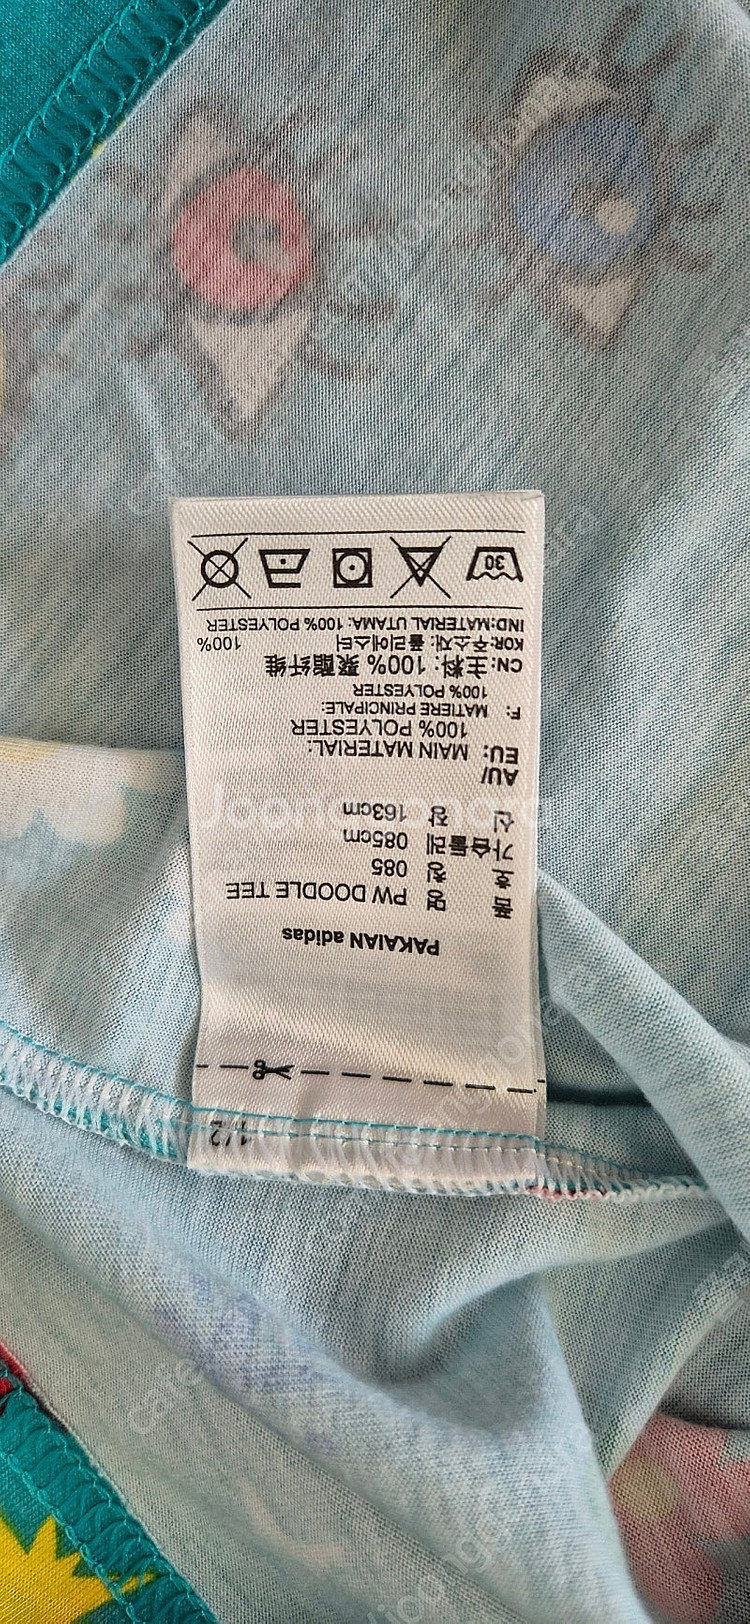 1/2
PAKAIAN adidas
품 명 PW DOODLE TEE
호 칭 085
가슴둘레 085cm
신 장 163cm
AU/
EU: MAIN MATERIAL:
100% POLYESTER
F: MATIERE PRINCIPALE:
100% POLYESTER
CN: 主料: 100% 聚酯纤维
KOR: 주소재: 폴리에스터 100%
IND: MATERIAL UTAMA: 100% POLYESTER
30
Joonggonara